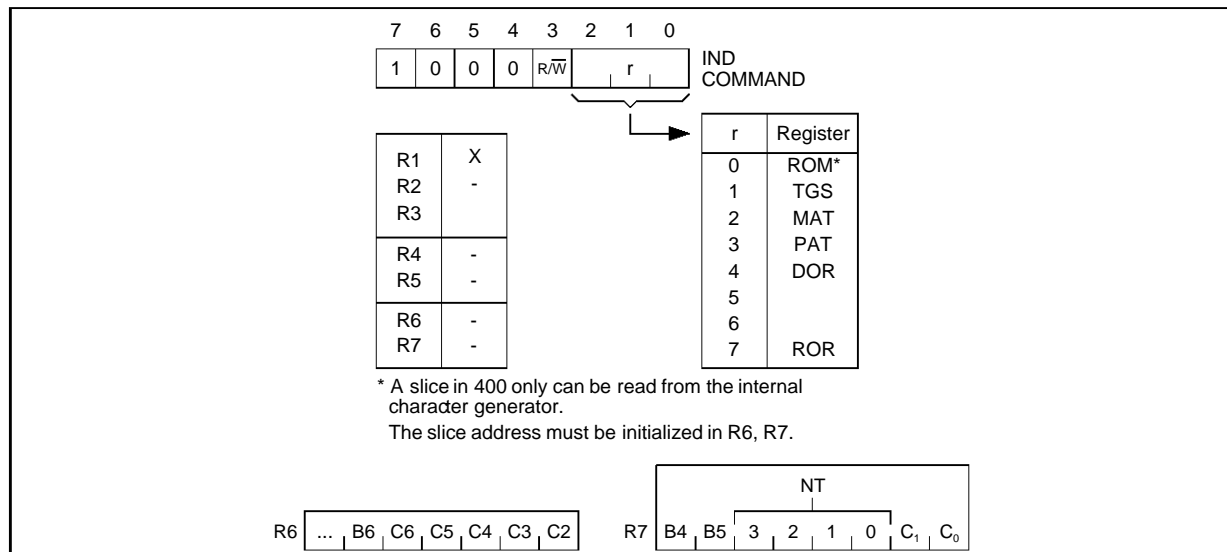 7 6 5 4 3 2 1 0
1 0 0 0 R/W̅ r IND
COMMAND
r Register
R1 X
R2 -
R3
R4 -
R5 -
R6 -
R7 -
0 ROM*
1 TGS
2 MAT
3 PAT
4 DOR
5
6
7 ROR
* A slice in 400 only can be read from the internal
character generator.
The slice address must be initialized in R6, R7.
NT
R6 ... B6 C6 C5 C4 C3 C2 R7 B4 B5 3 2 1 0 C₁ C₀